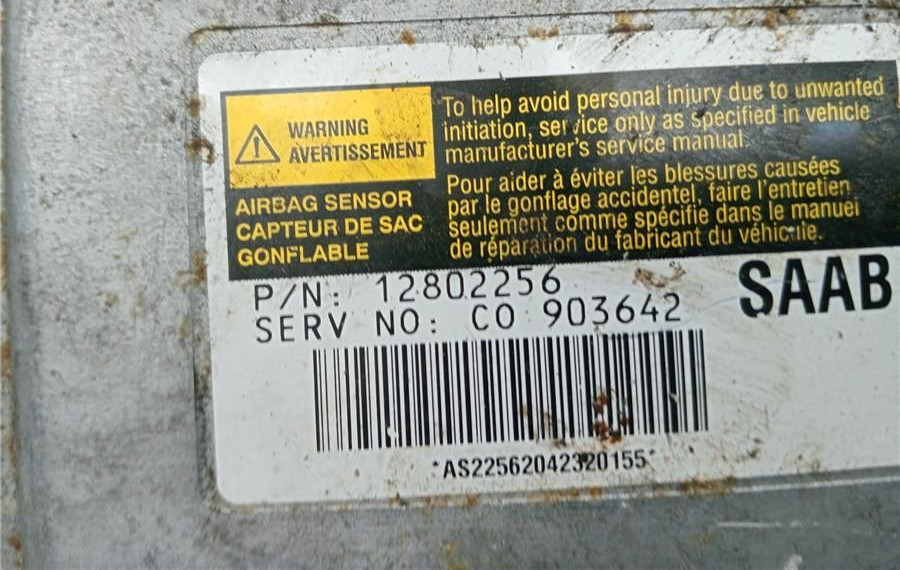 WARNING
AVERTISSEMENT
AIRBAG SENSOR
CAPTEUR DE SAC
GONFLABLE
To help avoid personal injury due to unwanted
initiation, service only as specified in vehicle
manufacturer's service manual.
Pour aider à éviter les blessures causées
par le gonflage accidentel, faire l'entretien
seulement comme spécifie dans le manuel
de réparation du fabricant du véhicule.
P/N: 12802256
SERV NO: CO 903642
SAAB
*AS22562042320155*